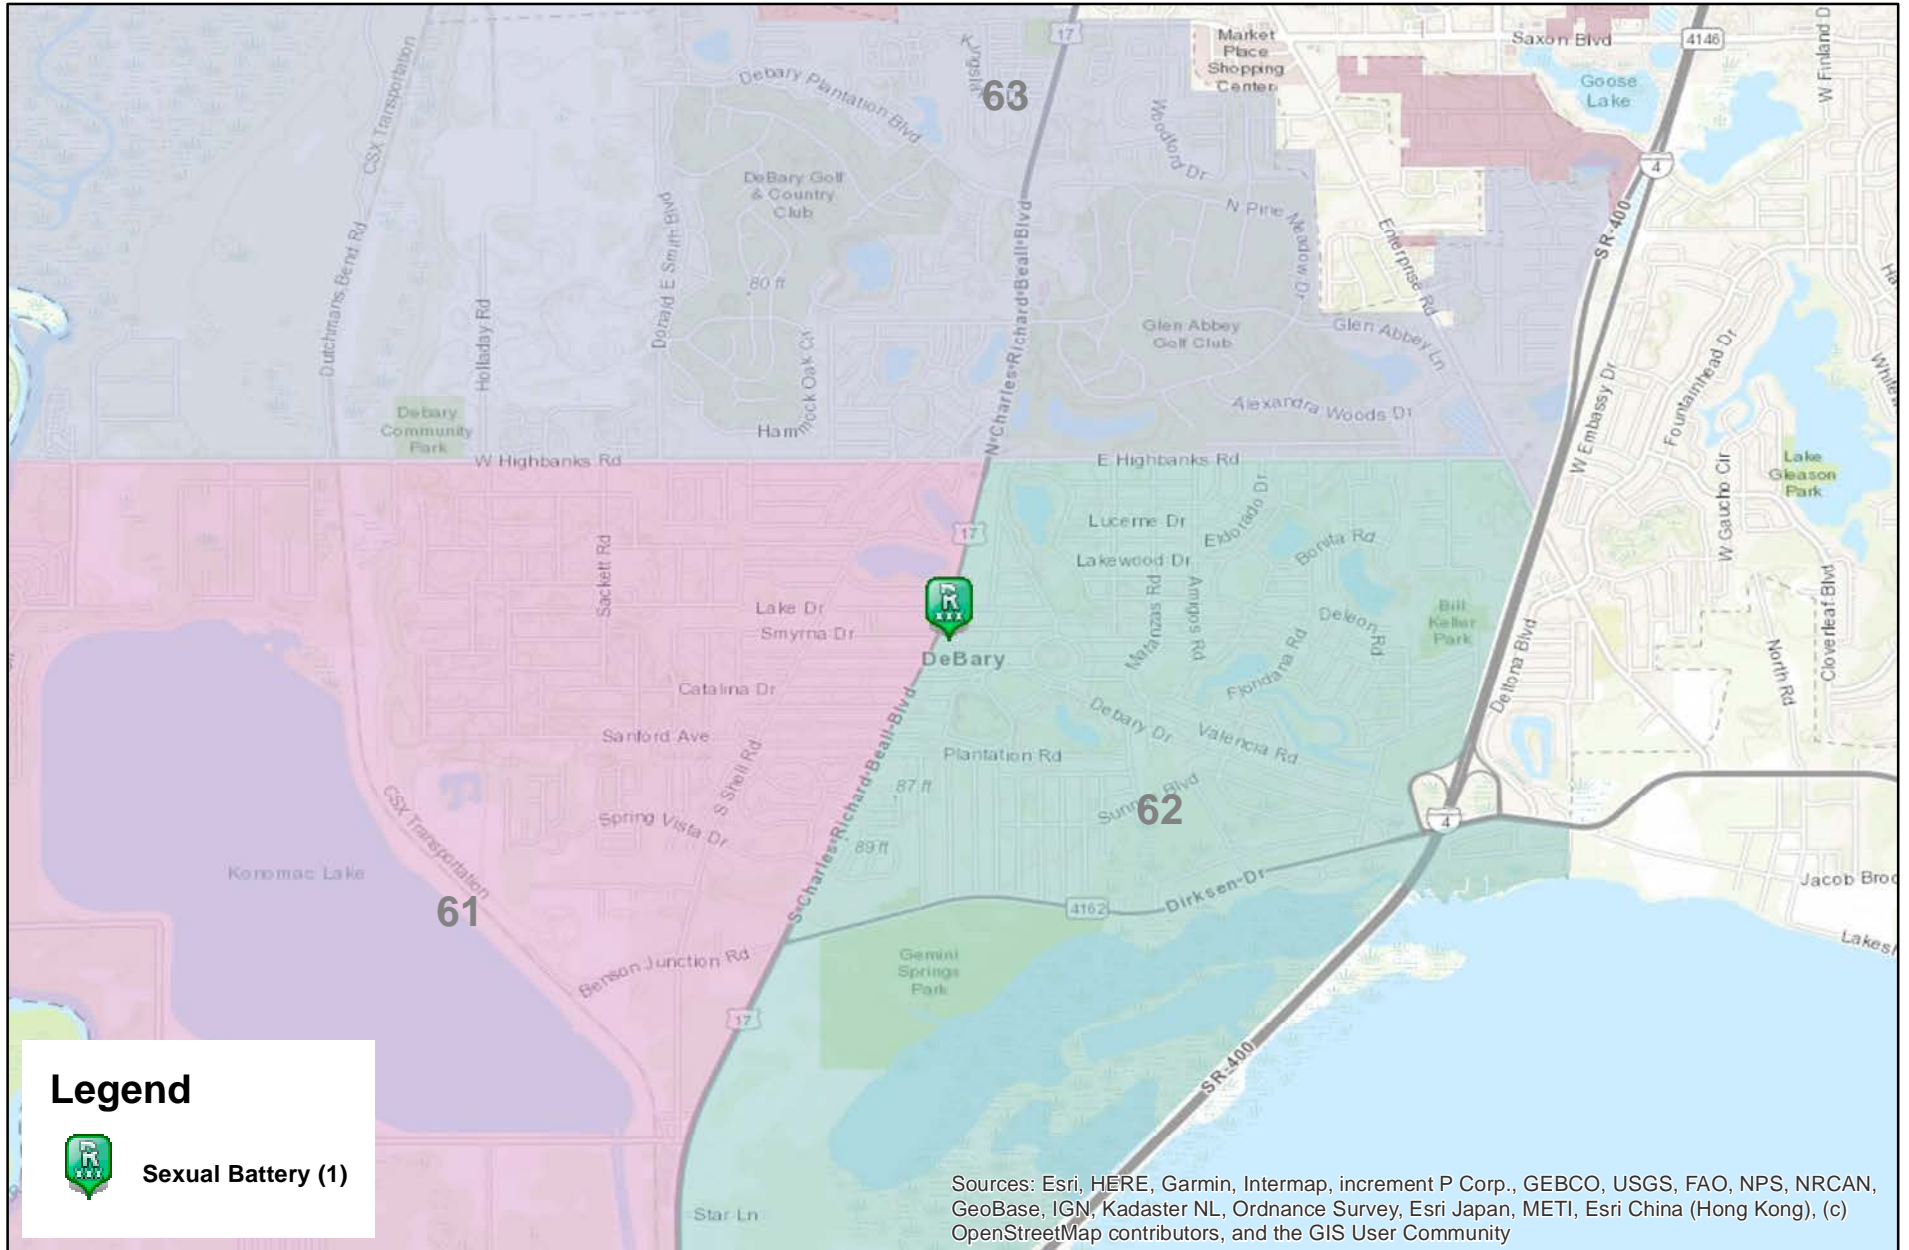 Market
Place
Shopping
Center
Saxon Blvd
4146
W Finland D
17
63
Goose
Lake
CSX Transportation
Debary Plantation Blvd
Woodford Dr
4
DeBary Golf
& Country
Club
N Pine Meadow Dr
Enterprise Rd
SR-400
Donald E Smith Blvd
Dutchmans Bend Rd
N Charles Richard Beall Blvd
80 ft
Holladay Rd
Hammock Oak Cir
Glen Abbey
Golf Club
Glen Abbey Ln
Fountainhead Dr
W Embassy Dr
Alexandra Woods Dr
Debary
Community
Park
W Highbanks Rd
E Highbanks Rd
Lake
Gleason
Park
W Gaucho Cir
Lucerne Dr
Eldorado Dr
17
Bonita Rd
Lakewood Dr
Sackett Rd
Matanzas Rd
Amigos Rd
Cloverleaf Blvd
Lake Dr
Smyrna Dr
Deleon Rd
Bill
Keller
Park
DeBary
Deltona Blvd
North Rd
Floridana Rd
Catalina Dr
Debary Dr
Valencia Rd
Sanford Ave
Plantation Rd
S Shell Rd
S Charles Richard Beall Blvd
87 ft
62
CSX Transportation
Spring Vista Dr
4
89 ft
Konomac Lake
61
Dirksen Dr
4162
Jacob Broc
Lakesh
Benson Junction Rd
Gemini
Springs
Park
17
SR-400
Legend
Sexual Battery (1)
Star Ln
Sources: Esri, HERE, Garmin, Intermap, increment P Corp., GEBCO, USGS, FAO, NPS, NRCAN,
GeoBase, IGN, Kadaster NL, Ordnance Survey, Esri Japan, METI, Esri China (Hong Kong), (c)
OpenStreetMap contributors, and the GIS User Community